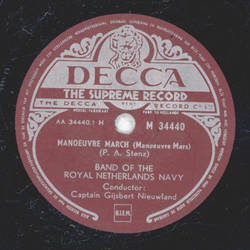 DECCA
THE SUPREME RECORD
THE DECCA RECORD Cº Lᵀᴰ
AA 34440.1 H M 34440
MANOEUVRE MARCH (Manoeuvre Mars)
(P. A. Stenz)
BAND OF THE
ROYAL NETHERLANDS NAVY
Conductor:
Captain Gijsbert Nieuwland
B.I.E.M.